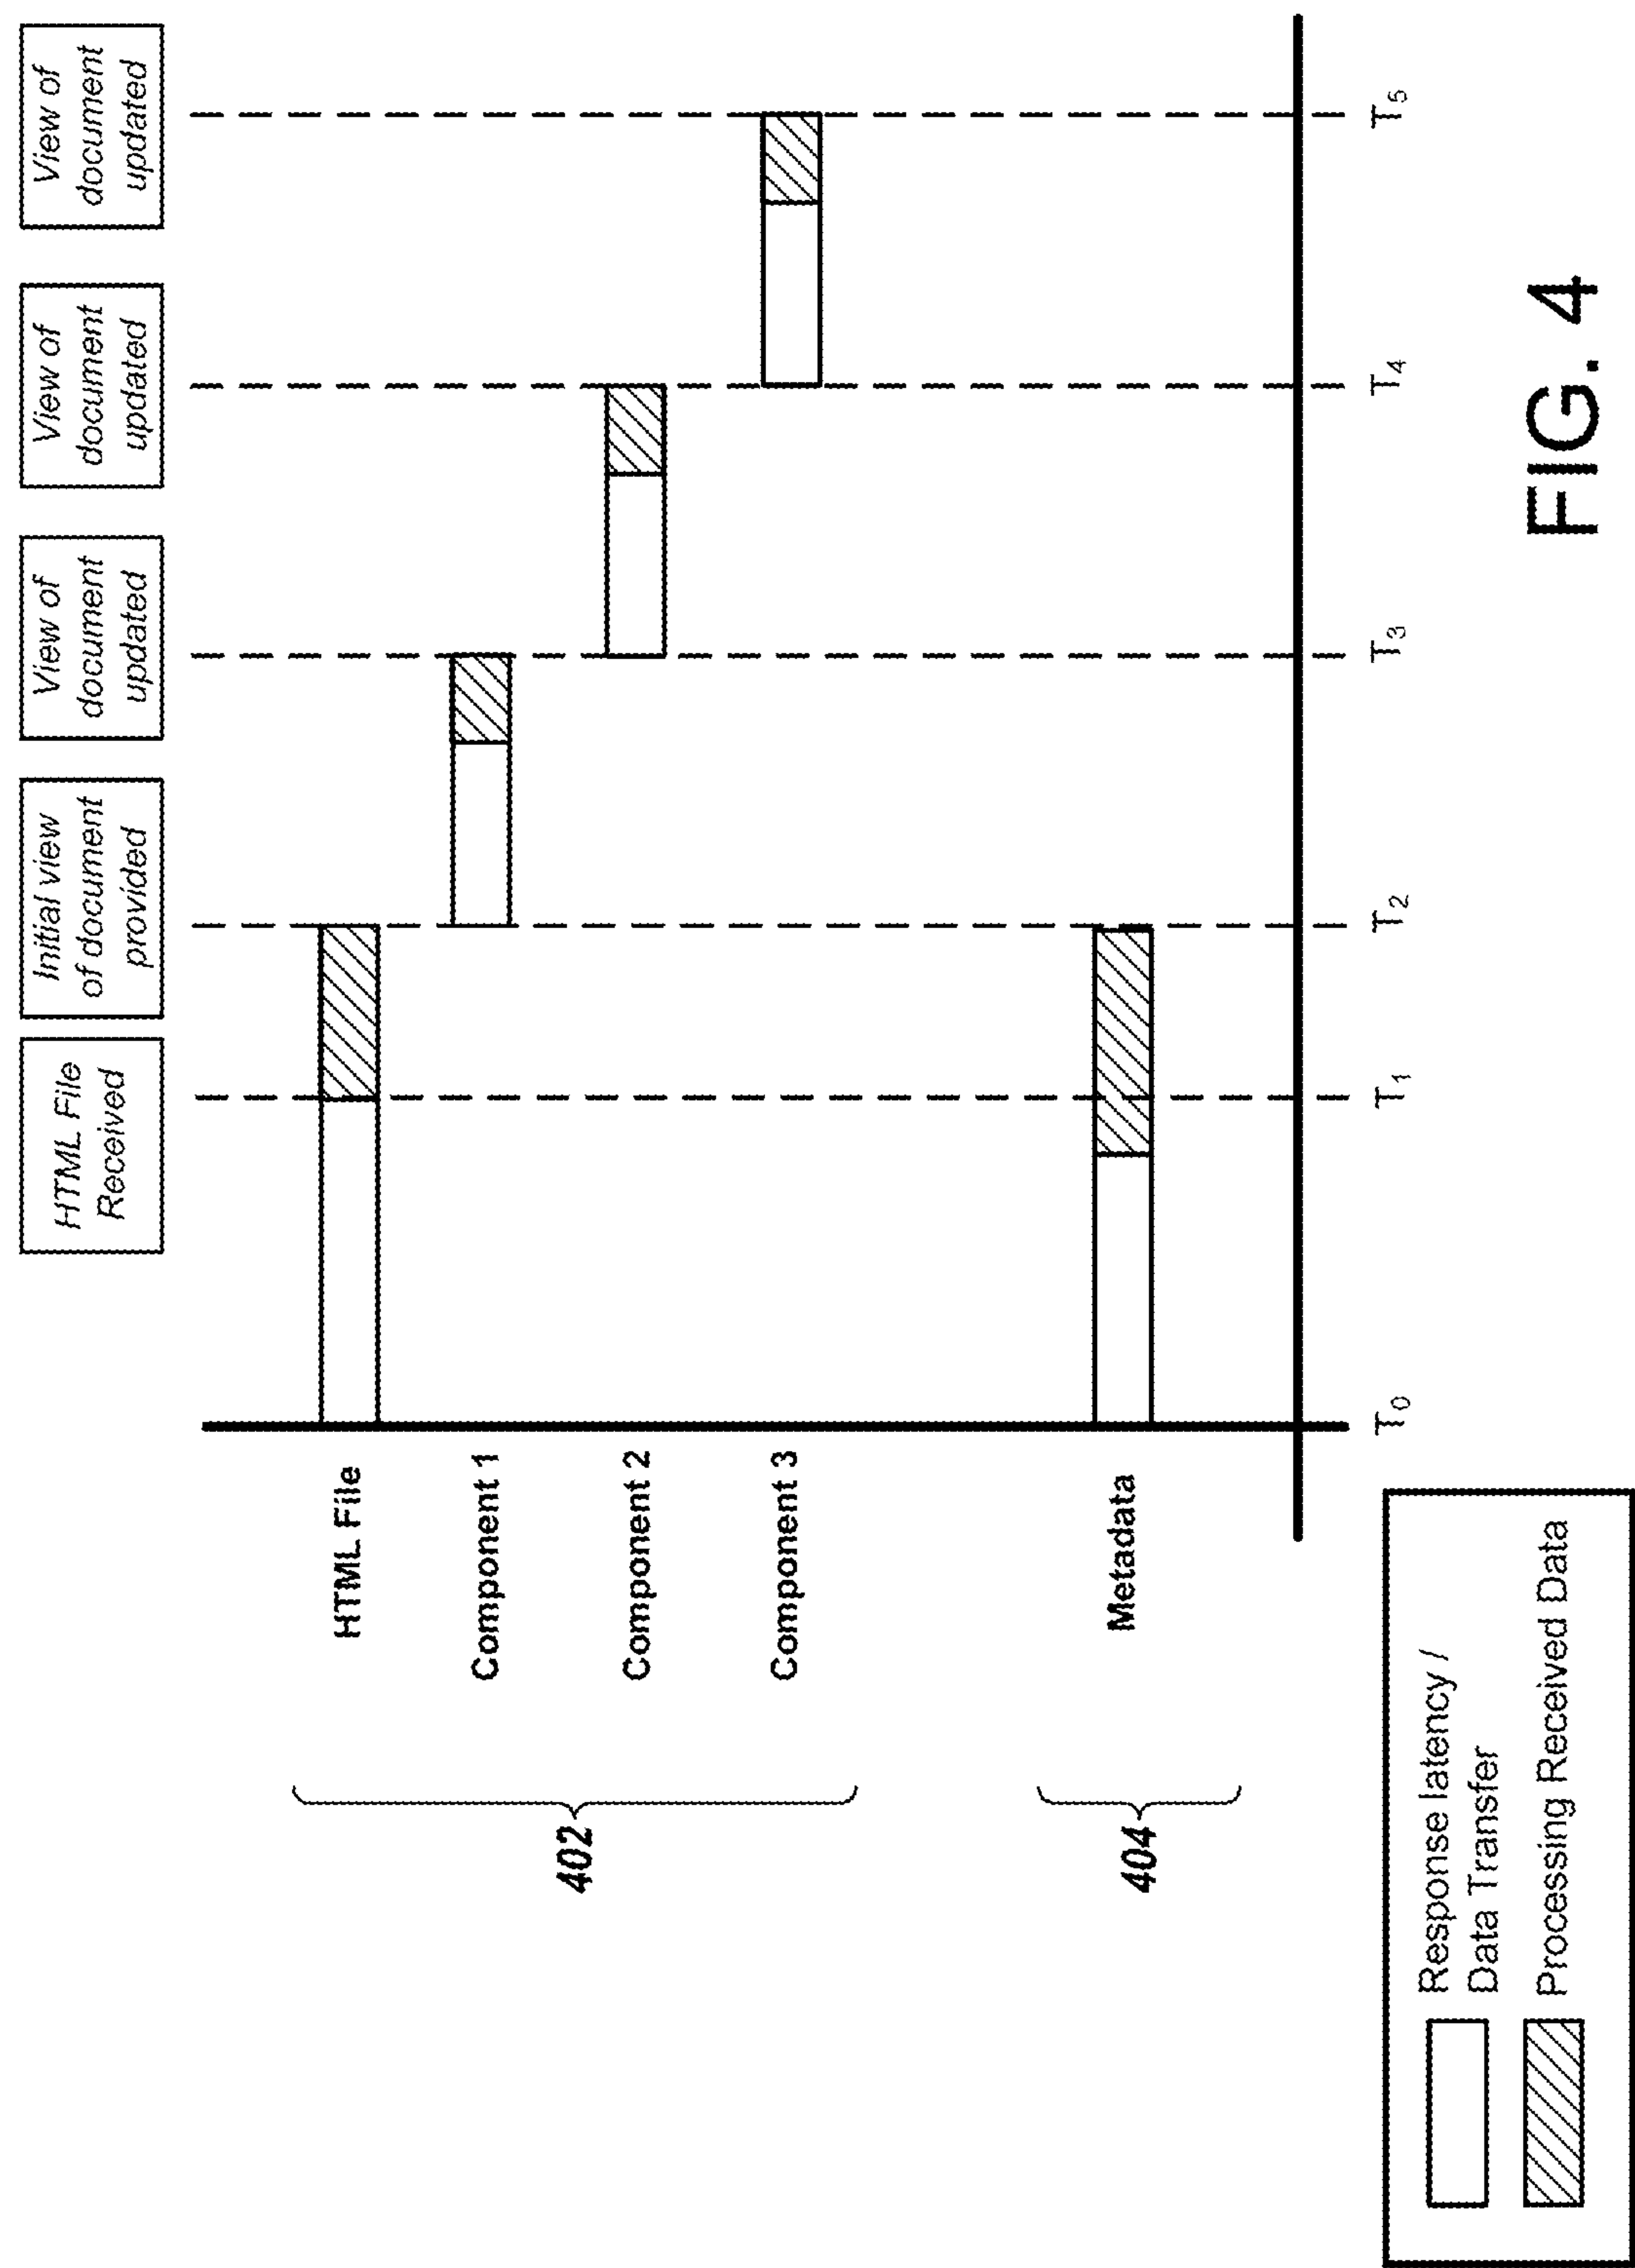 HTML File
Received
Initial view
of document
provided
View of
document
updated
View of
document
updated
View of
document
updated
HTML File
Component 1
Component 2
Component 3
402
Metadata
404
T0
T1
T2
T3
T4
T5
Response latency /
Data Transfer
Processing Received Data
FIG. 4